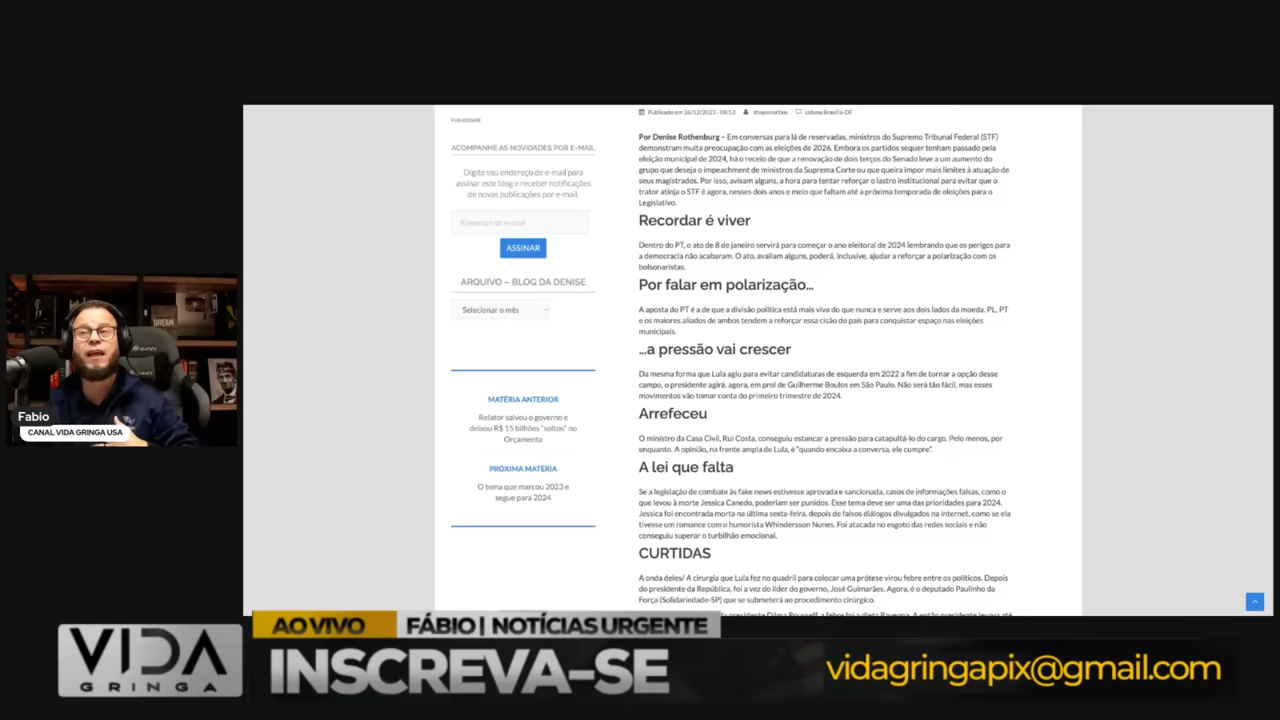 Publicado em 26/12/2023 - 08:53 thaysmartins coluna Brasília-DF
PUBLICIDADE
ACOMPANHE AS NOVIDADES POR E-MAIL
Digite seu endereço de e-mail para
assinar este blog e receber notificações
de novas publicações por e-mail.
Endereço de e-mail
ASSINAR
ARQUIVO – BLOG DA DENISE
Selecionar o mês
MATÉRIA ANTERIOR
Relator salvou o governo e
deixou R$ 15 bilhões "soltos" no
Orçamento
PRÓXIMA MATÉRIA
O tema que marcou 2023 e
segue para 2024
Por Denise Rothenburg – Em conversas para lá de reservadas, ministros do Supremo Tribunal Federal (STF)
demonstram muita preocupação com as eleições de 2026. Embora os partidos sequer tenham passado pela
eleição municipal de 2024, há o receio de que a renovação de dois terços do Senado leve a um aumento do
grupo que deseja o impeachment de ministros da Suprema Corte ou que queira impor mais limites à atuação de
seus magistrados. Por isso, avisam alguns, a hora para tentar reforçar o lastro institucional para evitar que o
trator atinja o STF é agora, nesses dois anos e meio que faltam até a próxima temporada de eleições para o
Legislativo.
Recordar é viver
Dentro do PT, o ato de 8 de janeiro servirá para começar o ano eleitoral de 2024 lembrando que os perigos para
a democracia não acabaram. O ato, avaliam alguns, poderá, inclusive, ajudar a reforçar a polarização com os
bolsonaristas.
Por falar em polarização…
A aposta do PT é a de que a divisão política está mais viva do que nunca e serve aos dois lados da moeda. PL, PT
e os maiores aliados de ambos tendem a reforçar essa cisão do país para conquistar espaço nas eleições
municipais.
…a pressão vai crescer
Da mesma forma que Lula agiu para evitar candidaturas de esquerda em 2022 a fim de tornar a opção desse
campo, o presidente agirá, agora, em prol de Guilherme Boulos em São Paulo. Não será tão fácil, mas esses
movimentos vão tomar conta do primeiro trimestre de 2024.
Arrefeceu
O ministro da Casa Civil, Rui Costa, conseguiu estancar a pressão para catapultá-lo do cargo. Pelo menos, por
enquanto. A opinião, na frente ampla de Lula, é "quando encaixa a conversa, ele cumpre".
A lei que falta
Se a legislação de combate às fake news estivesse aprovada e sancionada, casos de informações falsas, como o
que levou à morte Jessica Canedo, poderiam ser punidos. Esse tema deve ser uma das prioridades para 2024.
Jessica foi encontrada morta na última sexta-feira, depois de falsos diálogos divulgados na internet, como se ela
tivesse um romance com o humorista Whindersson Nunes. Foi atacada no esgoto das redes sociais e não
conseguiu superar o turbilhão emocional.
CURTIDAS
A onda deles/ A cirurgia que Lula fez no quadril para colocar uma prótese virou febre entre os políticos. Depois
do presidente da República, foi a vez do líder do governo, José Guimarães. Agora, é o deputado Paulinho da
Força (Solidariedade-SP) que se submeterá ao procedimento cirúrgico.
DREAM
Fabio
CANAL VIDA GRINGA USA
VIDA
GRINGA
AO VIVO
FÁBIO | NOTÍCIAS URGENTE
INSCREVA-SE
vidagringapix@gmail.com